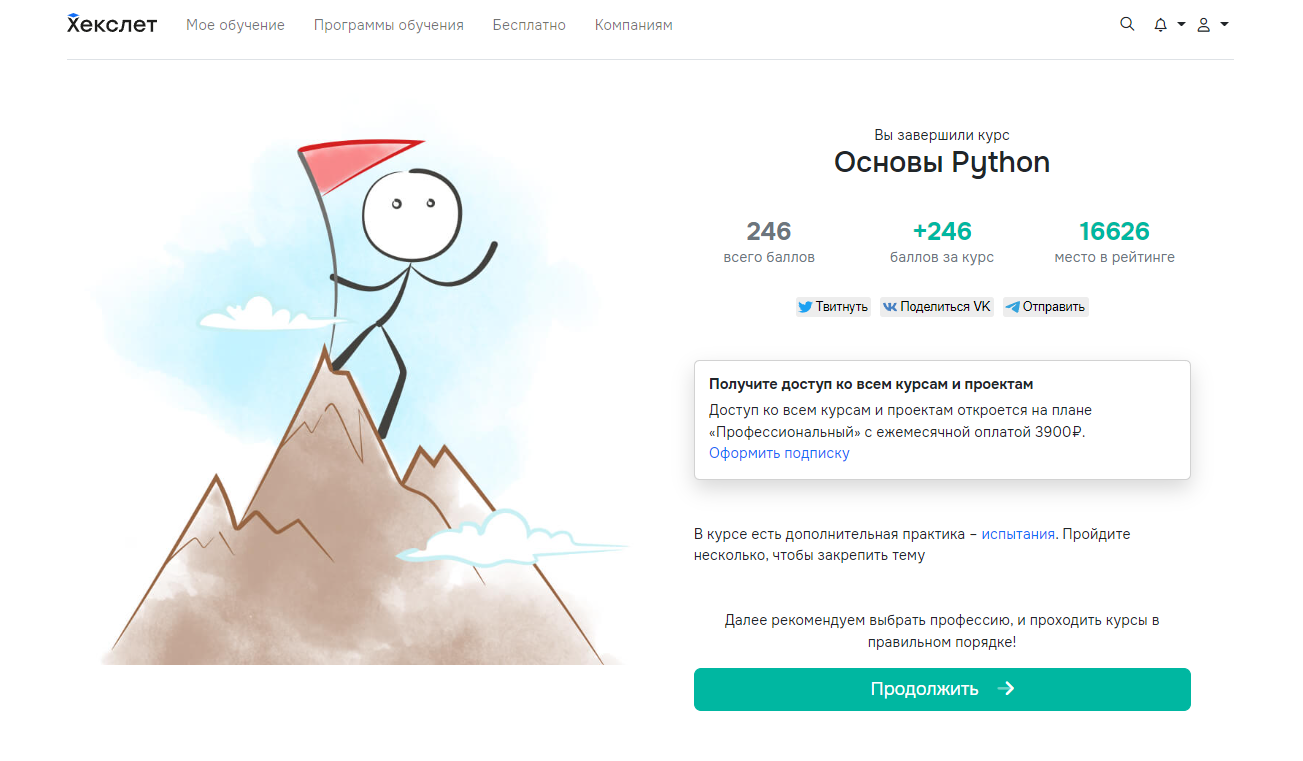 Хекслет Мое обучение Программы обучения Бесплатно Компаниям
Вы завершили курс
Основы Python
246 +246 16626
всего баллов баллов за курс место в рейтинге
Твитнуть Поделиться VK Отправить
Получите доступ ко всем курсам и проектам
Доступ ко всем курсам и проектам откроется на плане
«Профессиональный» с ежемесячной оплатой 3900₽.
Оформить подписку
В курсе есть дополнительная практика – испытания. Пройдите
несколько, чтобы закрепить тему
Далее рекомендуем выбрать профессию, и проходить курсы в
правильном порядке!
Продолжить